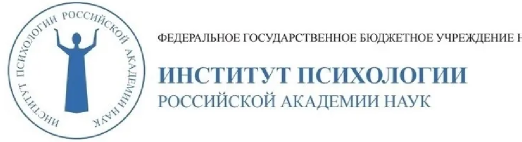 ИНСТИТУТ ПСИХОЛОГИИ РОССИЙСКОЙ АКАДЕМИИ НАУК
ФЕДЕРАЛЬНОЕ ГОСУДАРСТВЕННОЕ БЮДЖЕТНОЕ УЧРЕЖДЕНИЕ Н
ИНСТИТУТ ПСИХОЛОГИИ
РОССИЙСКОЙ АКАДЕМИИ НАУК